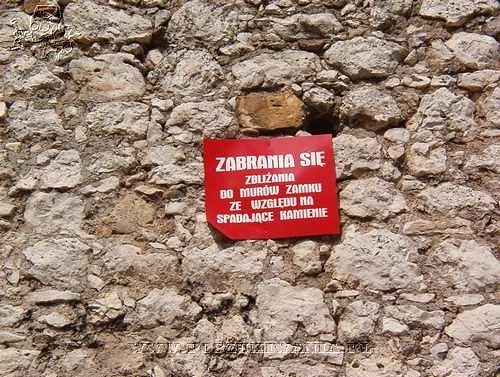 ZABRANIA SIĘ
ZBLIŻANIA
DO MURÓW ZAMKU
ZE WZGLĘDU NA
SPADAJĄCE KAMIENIE